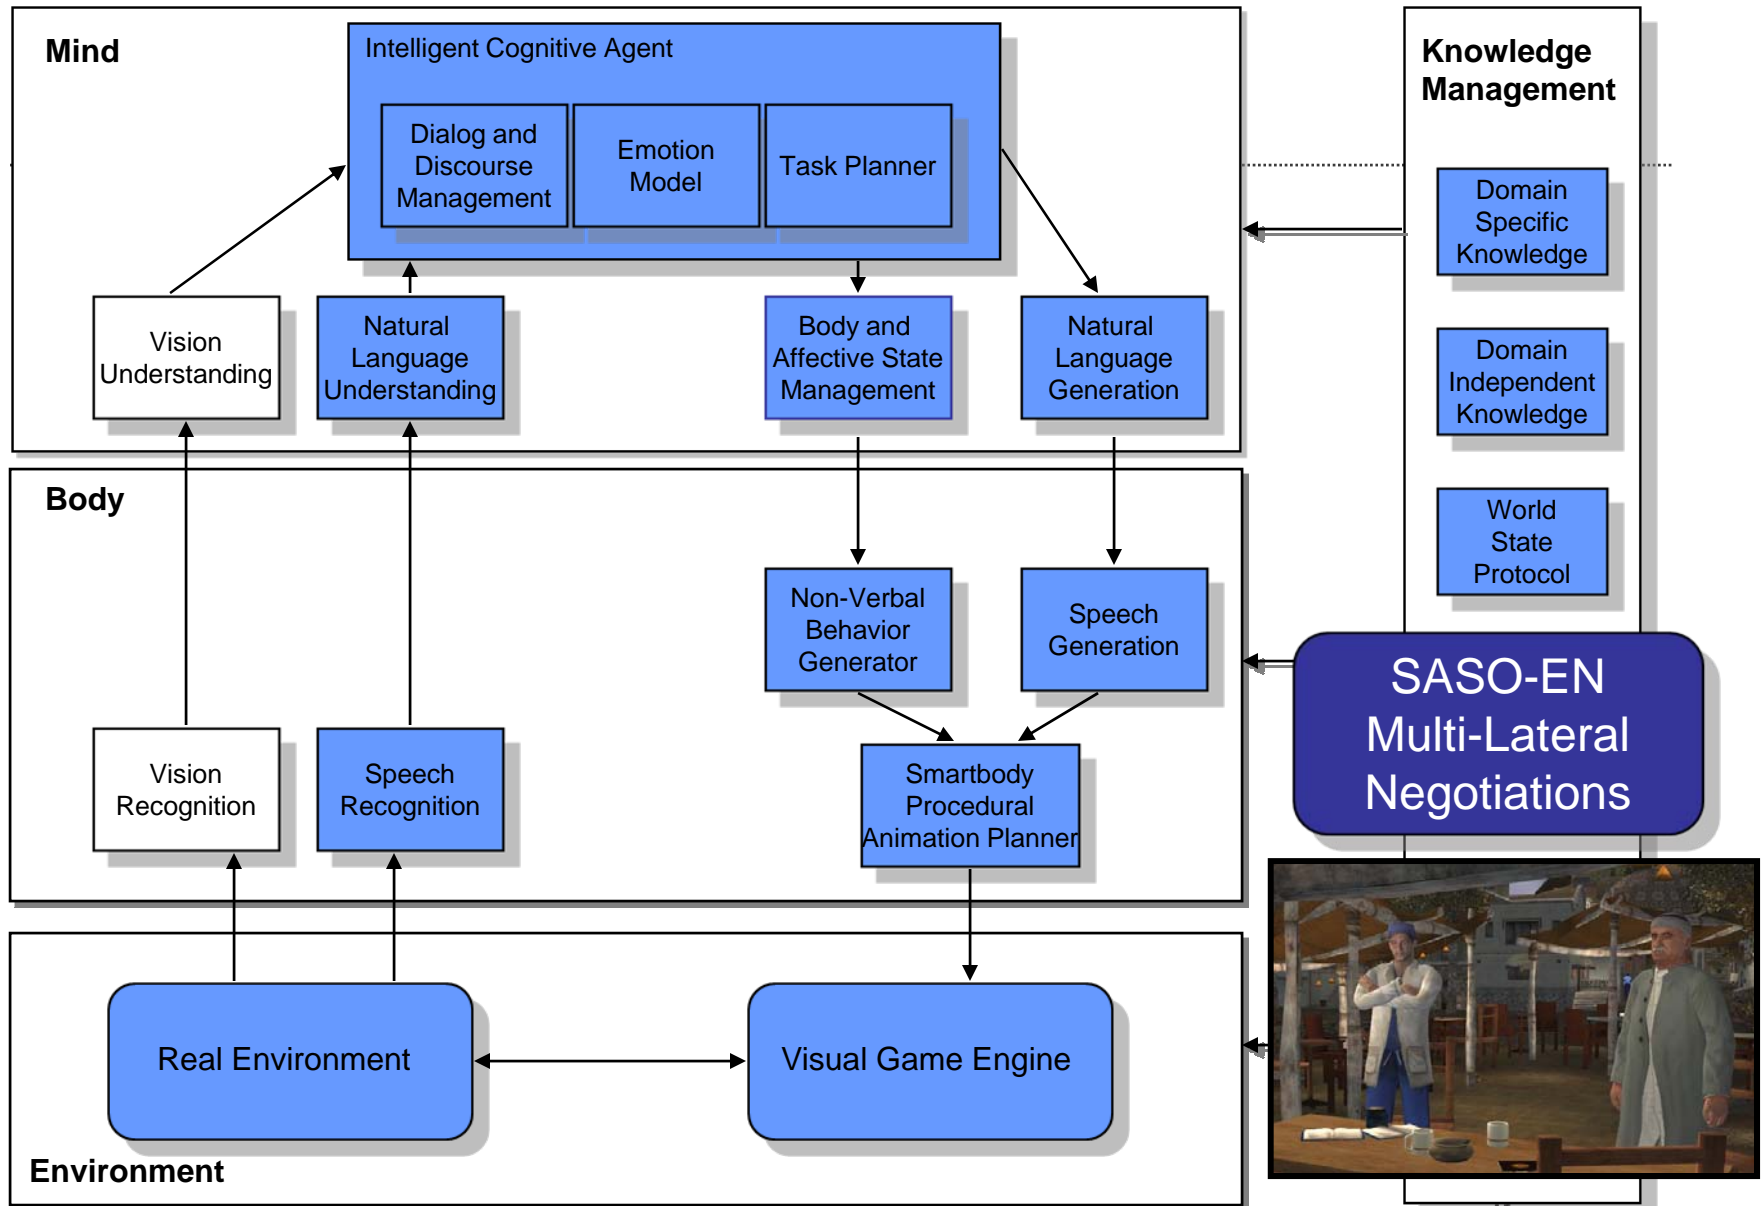 Mind
Intelligent Cognitive Agent
Dialog and
Discourse
Management
Emotion
Model
Task Planner
Vision
Understanding
Natural
Language
Understanding
Body and
Affective State
Management
Natural
Language
Generation
Body
Non-Verbal
Behavior
Generator
Speech
Generation
Vision
Recognition
Speech
Recognition
Smartbody
Procedural
Animation Planner
Real Environment
Visual Game Engine
Environment
Knowledge
Management
Domain
Specific
Knowledge
Domain
Independent
Knowledge
World
State
Protocol
SASO-EN
Multi-Lateral
Negotiations